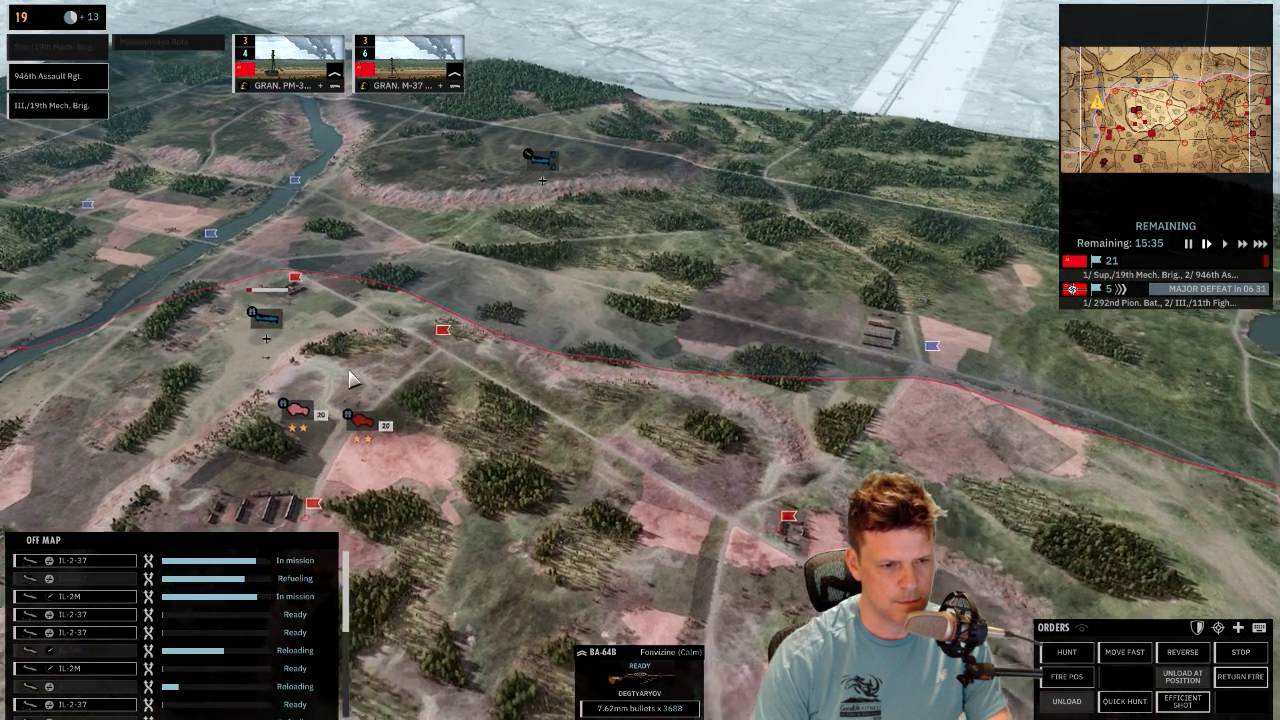 19
+ 13
Sup./19th Mech. Brig.
946th Assault Rgt.
III./19th Mech. Brig.
3
4
GRAN. PM-3... +
3
6
GRAN. M-37 ... +
REMAINING
Remaining: 15:35
21
1/ Sup./19th Mech. Brig., 2/ 946th As...
5
MAJOR DEFEAT in 06 31
1/ 292nd Pion. Bat., 2/ III./11th Figh...
20
20
OFF MAP
IL-2-37 In mission
Refueling
IL-2M In mission
IL-2-37 Ready
IL-2-37 Ready
Reloading
IL-2M Ready
Reloading
IL-2-37 Ready
BA-64B Fonvizine (Calm)
READY
DEGTYARYOV
7.62mm bullets x 3688
ORDERS
HUNT MOVE FAST REVERSE STOP
FIRE POS UNLOAD AT POSITION RETURN FIRE
UNLOAD QUICK HUNT EFFICIENT SHOT